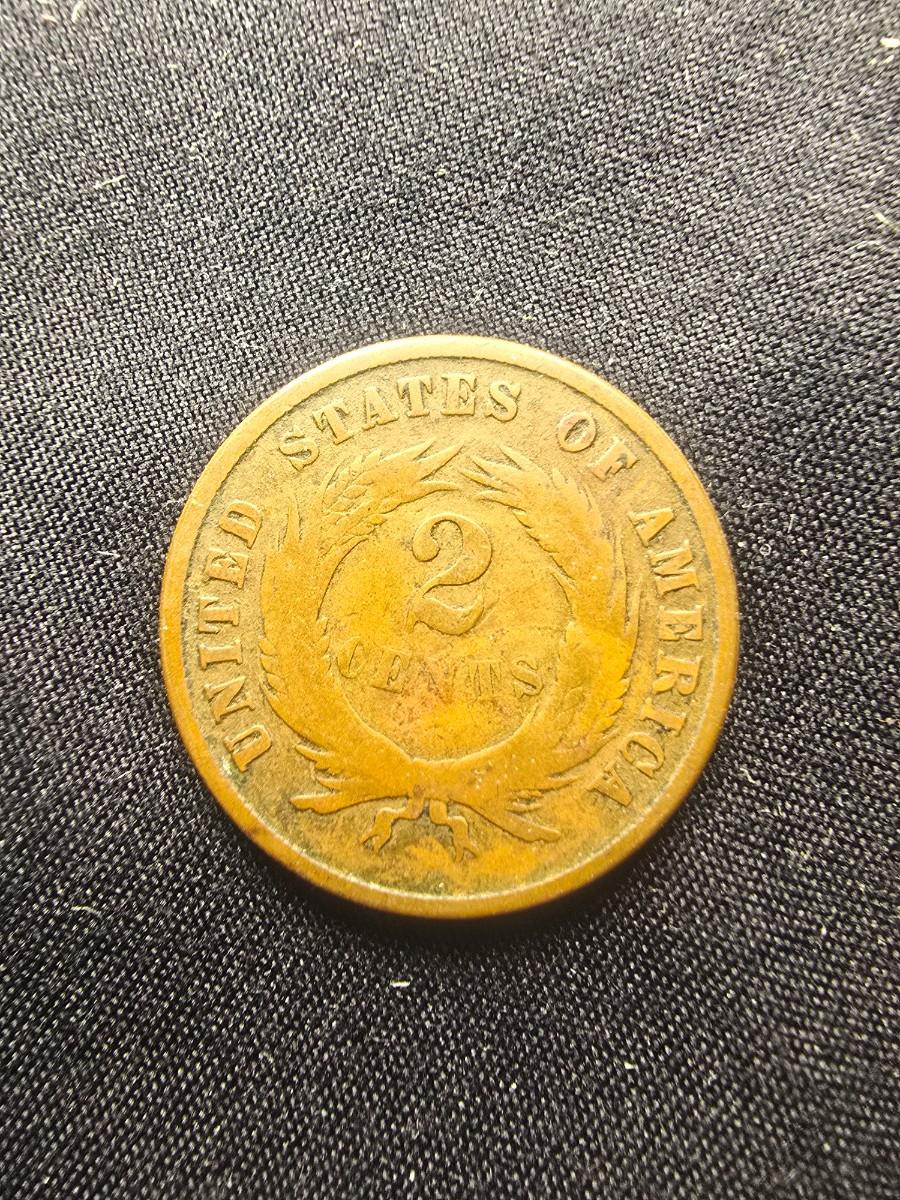 UNITED STATES OF AMERICA
2
CENTS